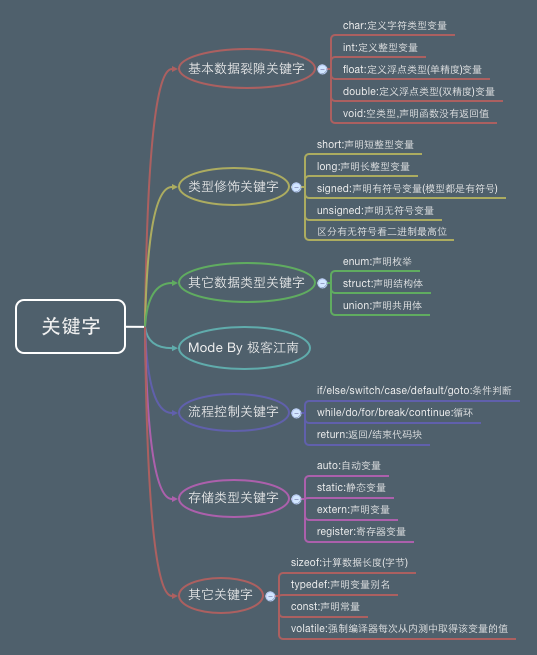 关键字
基本数据裂隙关键字
char:定义字符类型变量
int:定义整型变量
float:定义浮点类型(单精度)变量
double:定义浮点类型(双精度)变量
void:空类型,声明函数没有返回值
类型修饰关键字
short:声明短整型变量
long:声明长整型变量
signed:声明有符号变量(模型都是有符号)
unsigned:声明无符号变量
区分有无符号看二进制最高位
其它数据类型关键字
enum:声明枚举
struct:声明结构体
union:声明共用体
Mode By 极客江南
流程控制关键字
if/else/switch/case/default/goto:条件判断
while/do/for/break/continue:循环
return:返回/结束代码块
存储类型关键字
auto:自动变量
static:静态变量
extern:声明变量
register:寄存器变量
其它关键字
sizeof:计算数据长度(字节)
typedef:声明变量别名
const:声明常量
volatile:强制编译器每次从内测中取得该变量的值